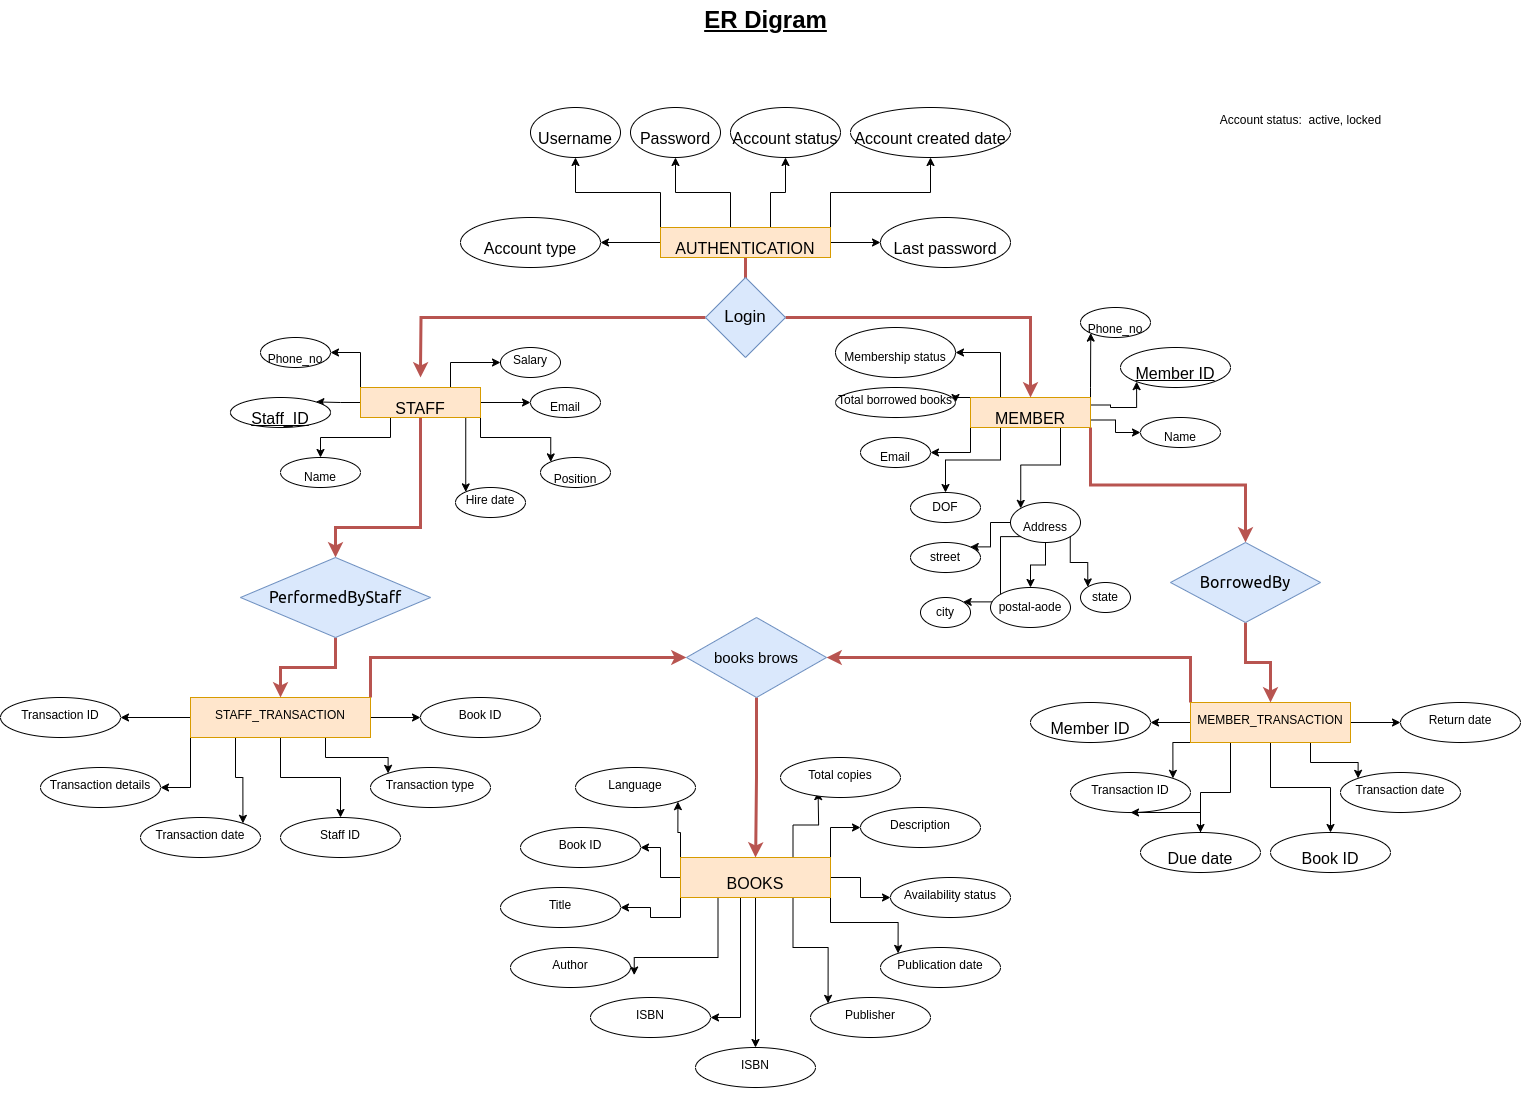 ER Digram
Account status:  active, locked
Username
Password
Account status
Account created date
Account type
AUTHENTICATION
Last password
Login
Phone_no
Salary
Staff_ID
STAFF
Email
Name
Hire date
Position
Phone_no
Membership status
Member ID
Total borrowed books
MEMBER
Name
Email
DOF
Address
street
city
postal-aode
state
PerformedByStaff
BorrowedBy
books brows
Transaction ID
STAFF_TRANSACTION
Book ID
Transaction details
Transaction type
Transaction date
Staff ID
Member ID
MEMBER_TRANSACTION
Return date
Transaction ID
Transaction date
Due date
Book ID
Language
Total copies
Book ID
Description
Title
BOOKS
Availability status
Author
Publication date
ISBN
Publisher
ISBN